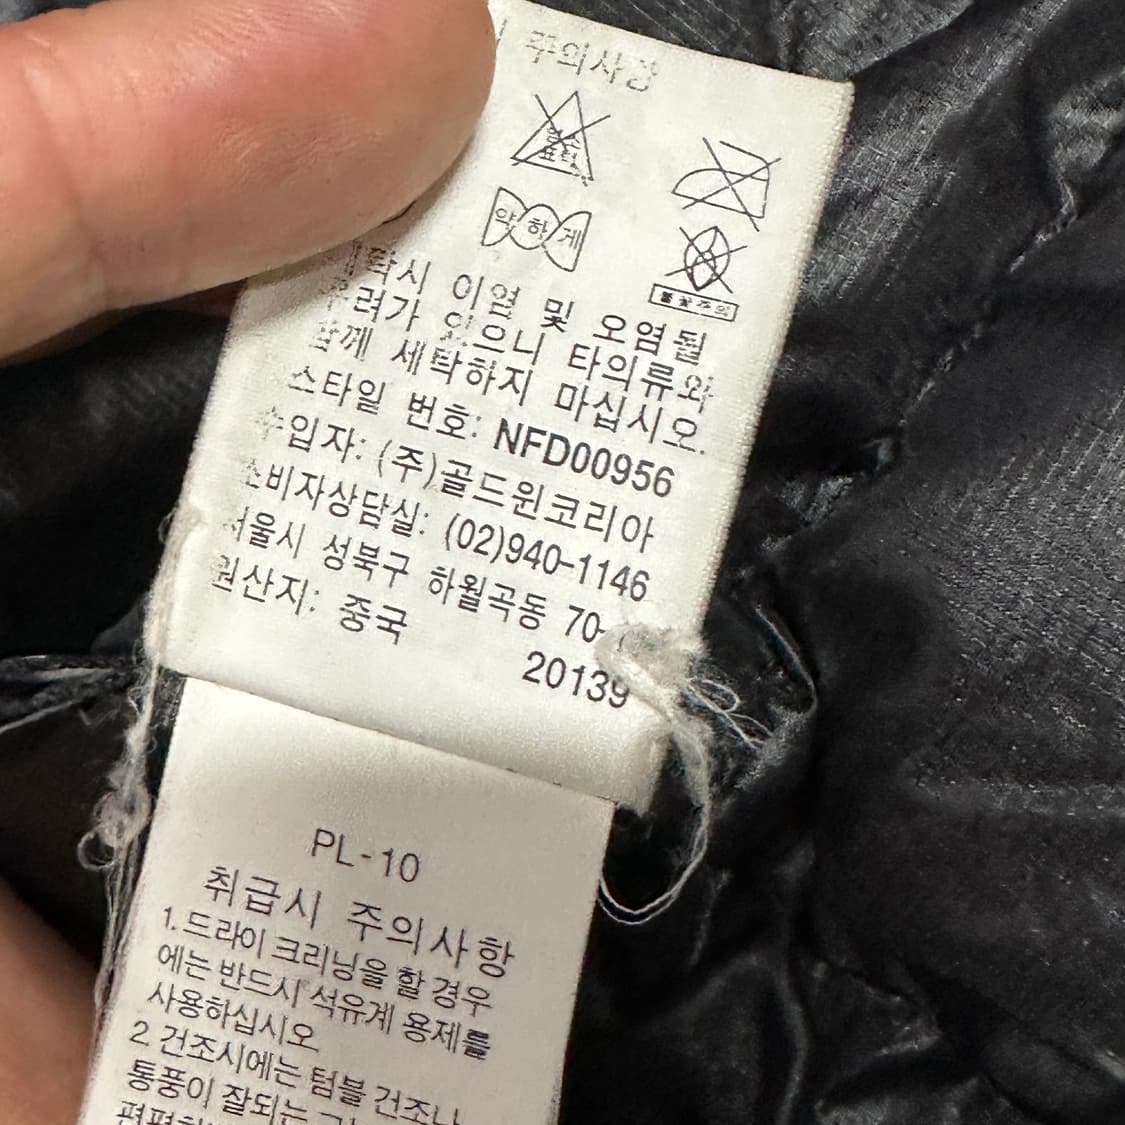 주의사항
염소
표백
약하게
불꽃주의
세탁시 이염 및 오염될
우려가 있으니 타의류와
함께 세탁하지 마십시오.
스타일 번호: NFD00956
수입자: (주)골드윈코리아
소비자상담실: (02)940-1146
서울시 성북구 하월곡동 70-
원산지: 중국
20139
PL-10
취급시 주의사항
1. 드라이 크리닝을 할 경우
에는 반드시 석유계 용제를
사용하십시오
2. 건조시에는 텀블 건조나
통풍이 잘되는